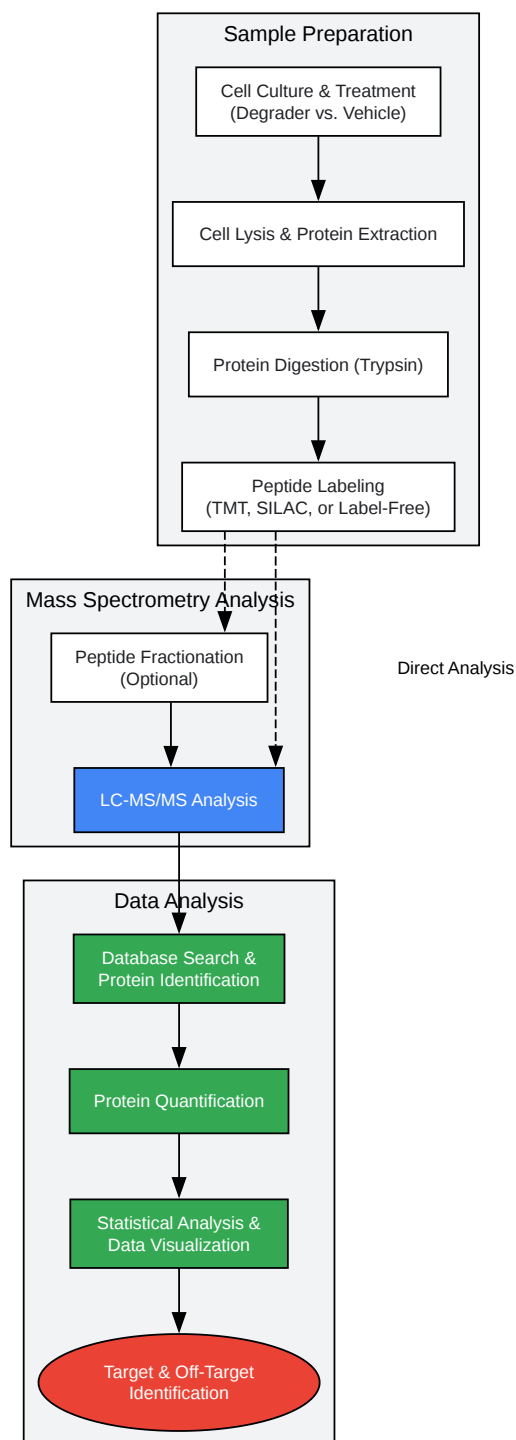 Sample Preparation
Cell Culture & Treatment
(Degrader vs. Vehicle)
Cell Lysis & Protein Extraction
Protein Digestion (Trypsin)
Peptide Labeling
(TMT, SILAC, or Label-Free)
Mass Spectrometry Analysis
Peptide Fractionation
(Optional)
Direct Analysis
LC-MS/MS Analysis
Data Analysis
Database Search &
Protein Identification
Protein Quantification
Statistical Analysis &
Data Visualization
Target & Off-Target
Identification